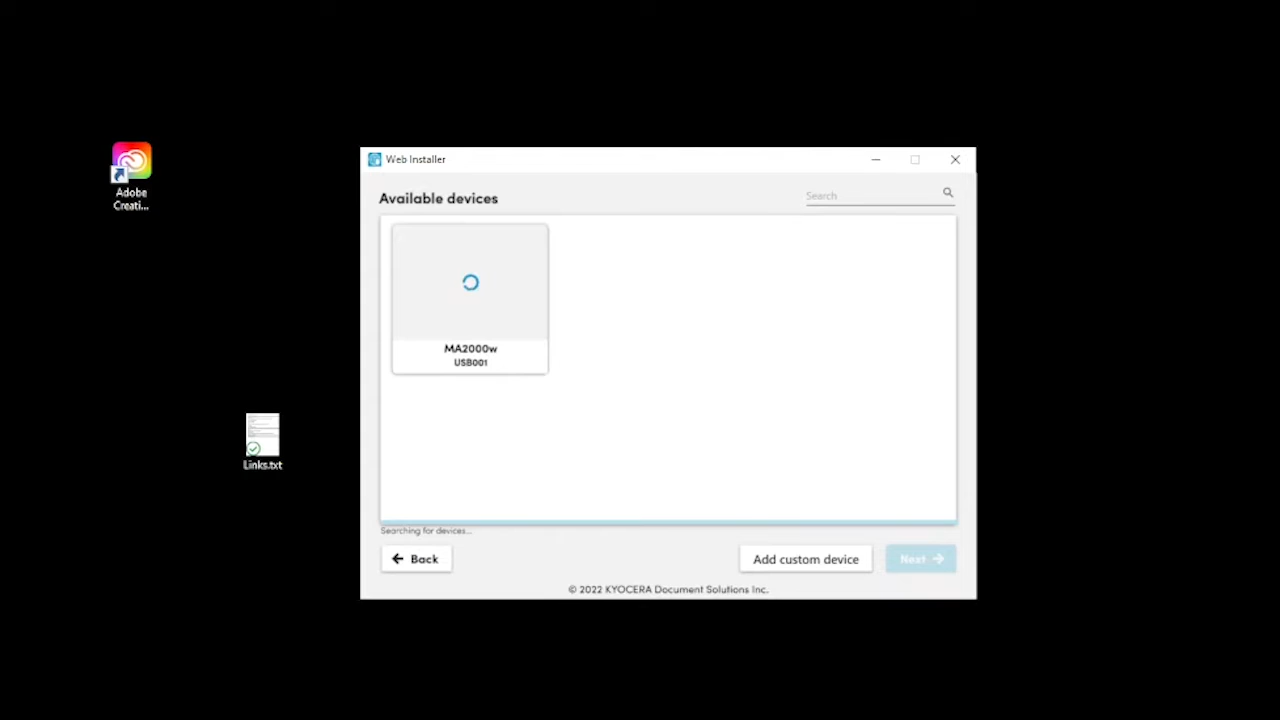 Adobe
Creati...
Links.txt
Web Installer
Available devices
Search
MA2000w
USB001
Searching for devices...
Back
Add custom device
Next
© 2022 KYOCERA Document Solutions Inc.